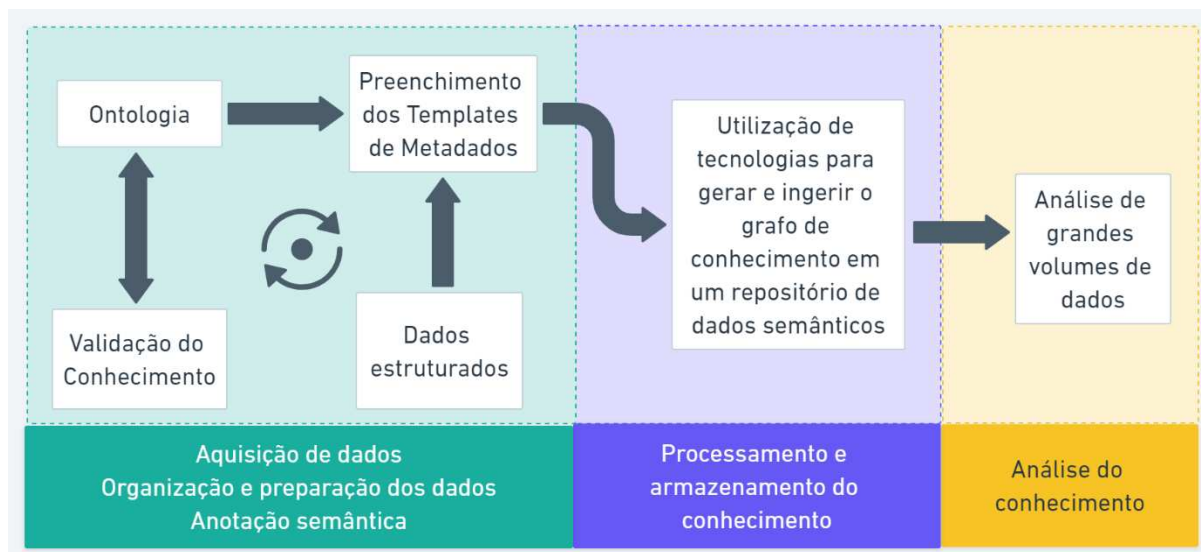 Ontologia
Preenchimento
dos Templates
de Metadados
Validação do
Conhecimento
Dados
estruturados
Utilização de
tecnologias para
gerar e ingerir o
grafo de
conhecimento em
um repositório de
dados semânticos
Análise de
grandes
volumes de
dados
Aquisição de dados
Organização e preparação dos dados
Anotação semântica
Processamento e
armazenamento do
conhecimento
Análise do
conhecimento